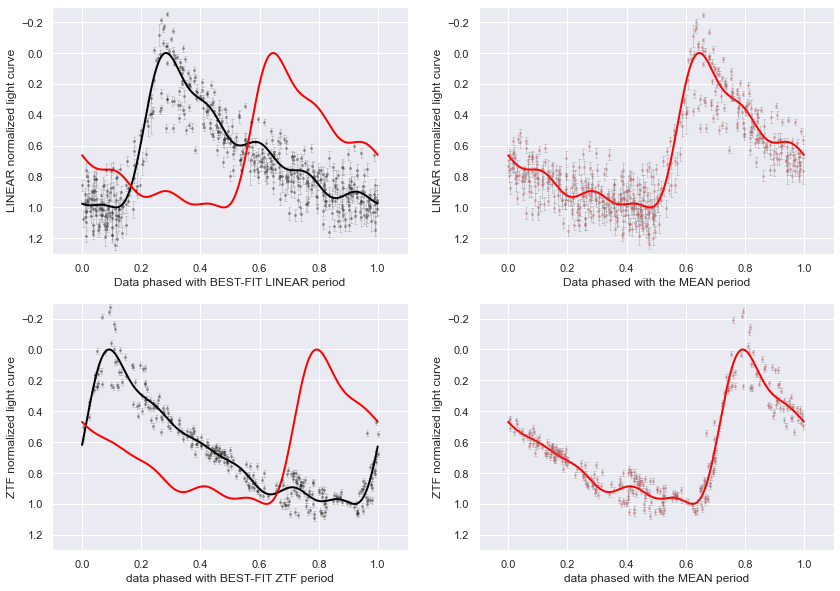 LINEAR normalized light curve
−0.2
0.0
0.2
0.4
0.6
0.8
1.0
1.2
0.0 0.2 0.4 0.6 0.8 1.0
Data phased with BEST-FIT LINEAR period
LINEAR normalized light curve
−0.2
0.0
0.2
0.4
0.6
0.8
1.0
1.2
0.0 0.2 0.4 0.6 0.8 1.0
Data phased with the MEAN period
ZTF normalized light curve
−0.2
0.0
0.2
0.4
0.6
0.8
1.0
1.2
0.0 0.2 0.4 0.6 0.8 1.0
data phased with BEST-FIT ZTF period
ZTF normalized light curve
−0.2
0.0
0.2
0.4
0.6
0.8
1.0
1.2
0.0 0.2 0.4 0.6 0.8 1.0
data phased with the MEAN period